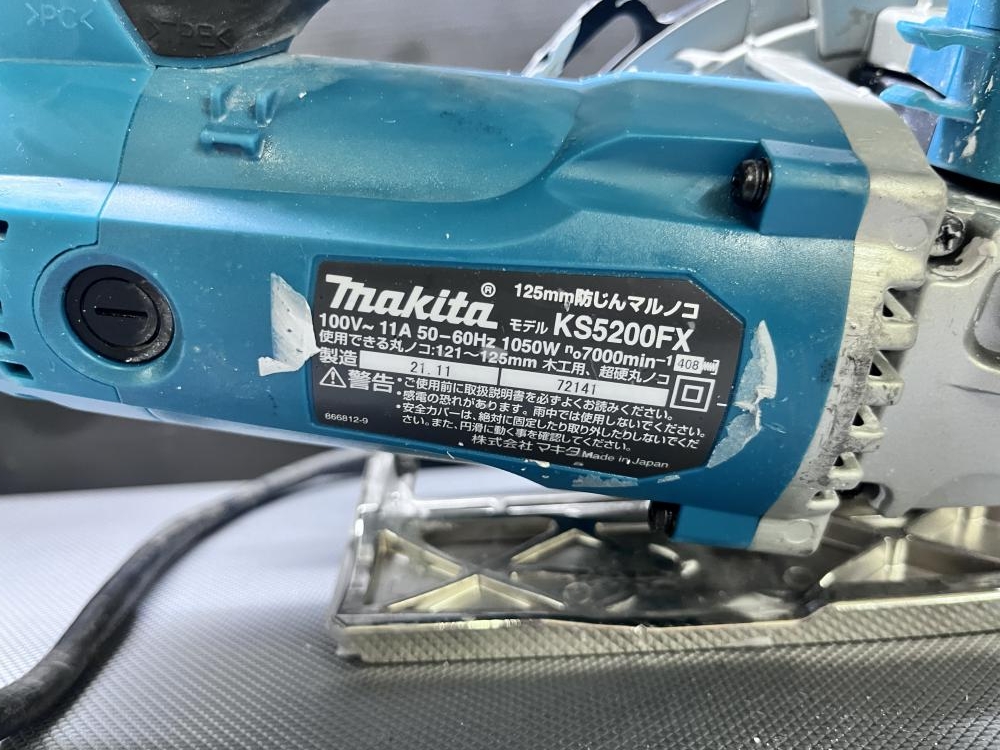 >PC<
>PE<
Makita® 125mm防じんマルノコ
モデル KS5200FX
100V~ 11A 50-60Hz 1050W n₀7000min⁻¹
使用できる丸ノコ:121~125mm 木工用、超硬丸ノコ
408
製造 21.11 72141
⚠警告
・ご使用前に取扱説明書を必ずよくお読みください。
・感電の恐れがあります。雨中では使用しないでください。
・安全カバーは、絶対に固定したり取り外したりしないでくだ
さい。また、円滑に動く事を確認してください。
866812-9
株式会社 マキタ Made in Japan